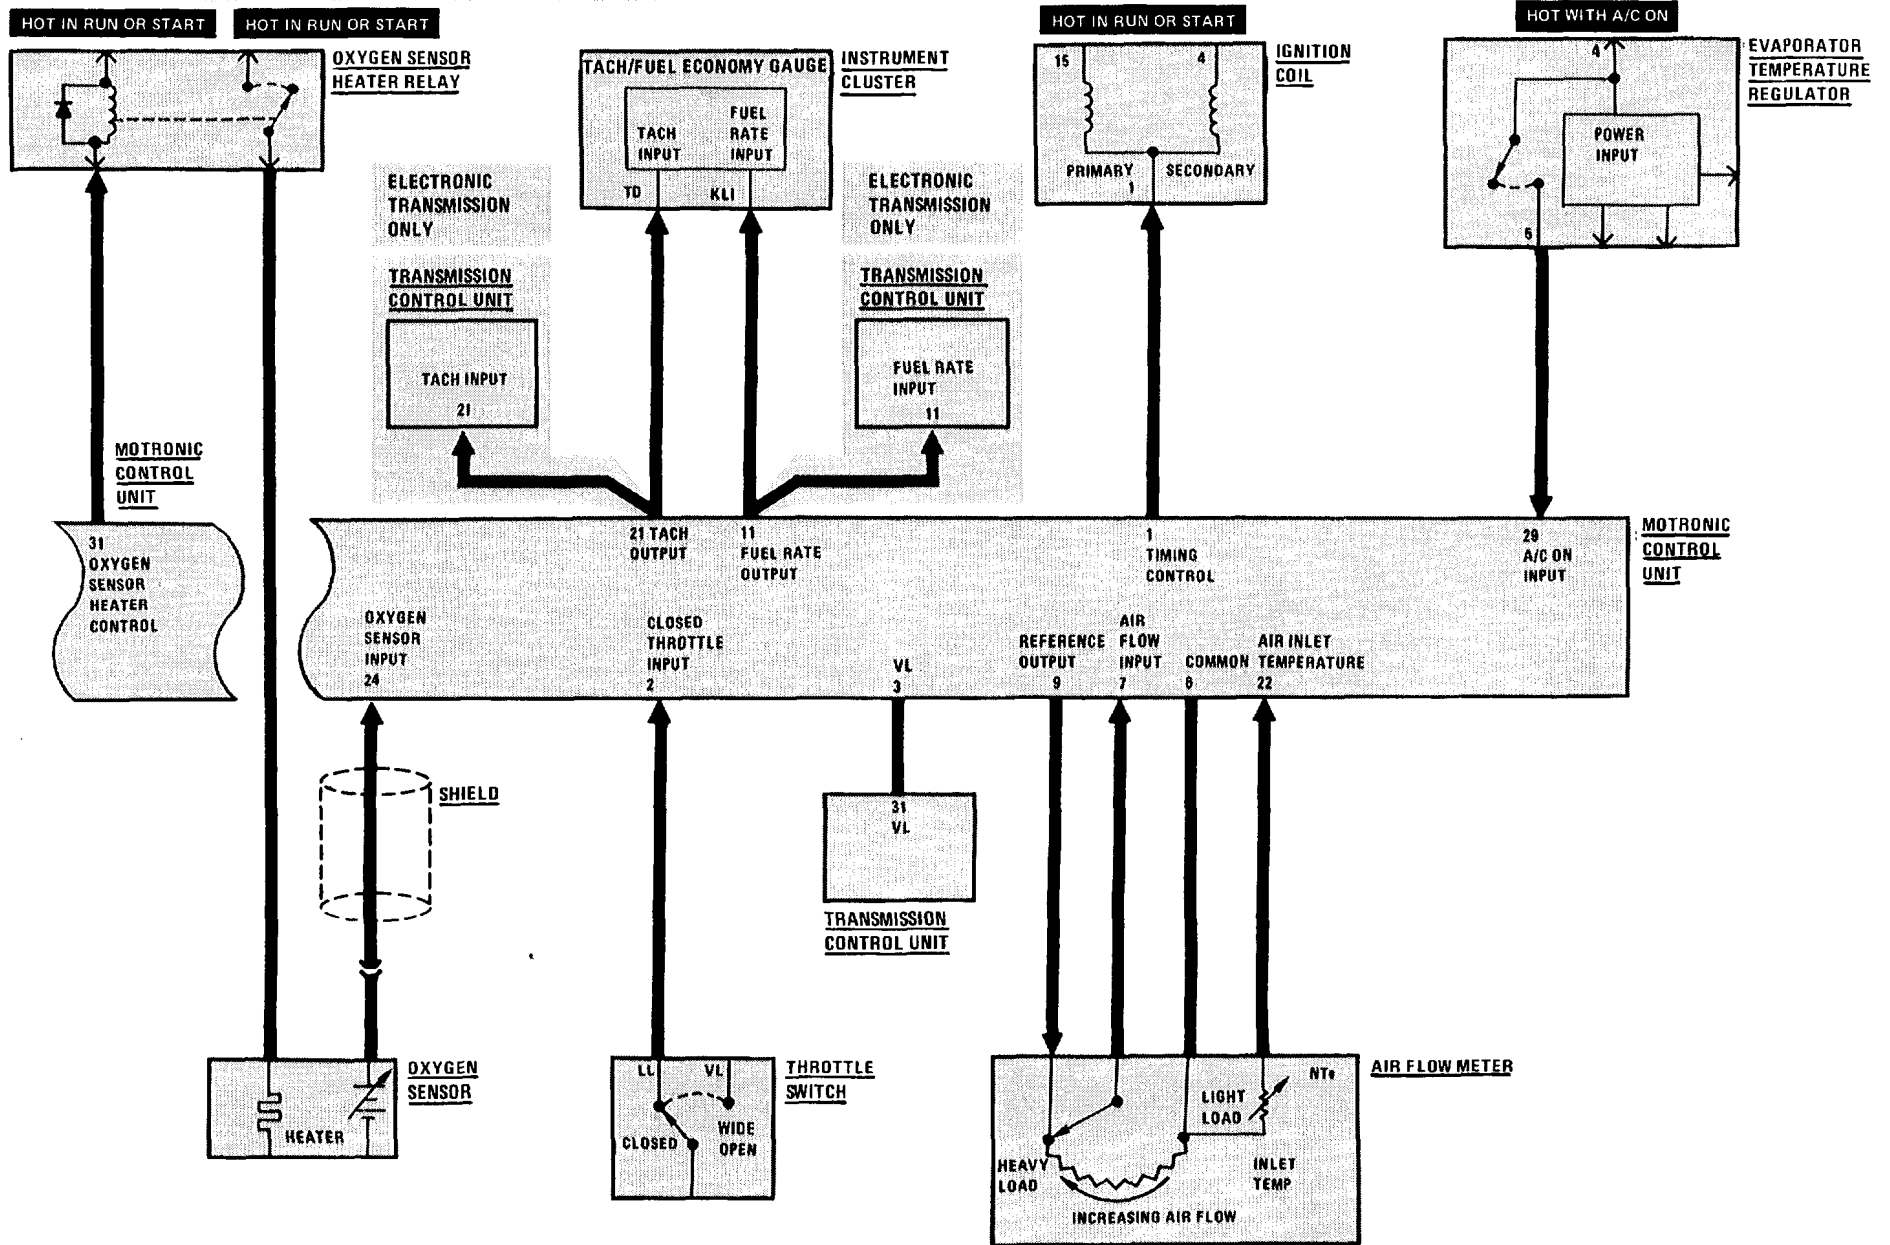 HOT IN RUN OR START
HOT IN RUN OR START
OXYGEN SENSOR
HEATER RELAY
TACH/FUEL ECONOMY GAUGE
TACH
INPUT
FUEL
RATE
INPUT
TD
KLI
INSTRUMENT
CLUSTER
HOT IN RUN OR START
15
4
PRIMARY
1
SECONDARY
IGNITION
COIL
HOT WITH A/C ON
4
POWER
INPUT
EVAPORATOR
TEMPERATURE
REGULATOR
ELECTRONIC
TRANSMISSION
ONLY
TRANSMISSION
CONTROL UNIT
TACH INPUT
21
ELECTRONIC
TRANSMISSION
ONLY
TRANSMISSION
CONTROL UNIT
FUEL RATE
INPUT
11
MOTRONIC
CONTROL
UNIT
31
OXYGEN
SENSOR
HEATER
CONTROL
21 TACH
OUTPUT
11
FUEL RATE
OUTPUT
1
TIMING
CONTROL
29
A/C ON
INPUT
MOTRONIC
CONTROL
UNIT
OXYGEN
SENSOR
INPUT
24
CLOSED
THROTTLE
INPUT
2
VL
3
REFERENCE
OUTPUT
9
AIR
FLOW
INPUT
7
COMMON
AIR INLET
TEMPERATURE
22
SHIELD
31
VL
TRANSMISSION
CONTROL UNIT
HEATER
OXYGEN
SENSOR
LL
VL
CLOSED
WIDE
OPEN
THROTTLE
SWITCH
LIGHT
LOAD
HEAVY
LOAD
INLET
TEMP
INCREASING AIR FLOW
AIR FLOW METER